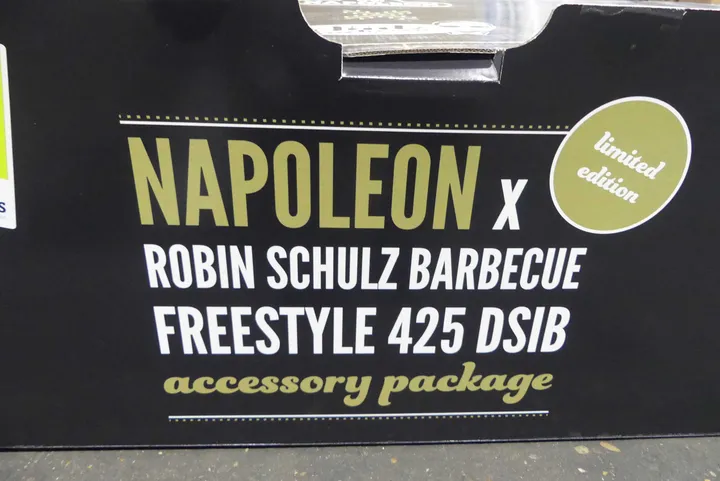 limited
edition
NAPOLEON x
ROBIN SCHULZ BARBECUE
FREESTYLE 425 DSIB
accessory package